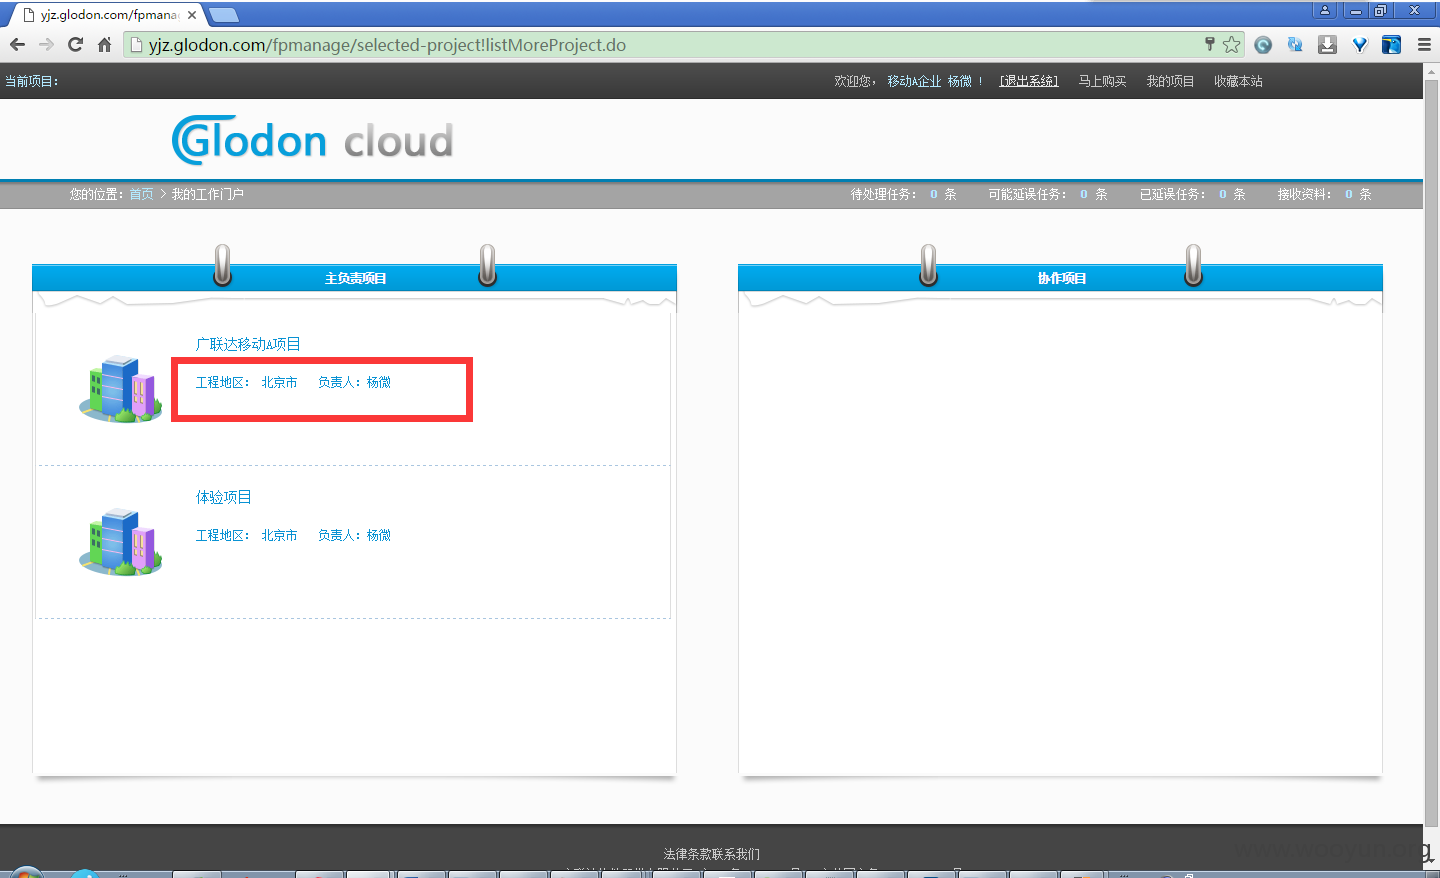 yjz.glodon.com/fpmana
yjz.glodon.com/fpmanage/selected-project!listMoreProject.do
当前项目：
欢迎您， 移动A企业 杨微 ！ [退出系统] 马上购买 我的项目 收藏本站
Glodon cloud
您的位置：首页 > 我的工作门户
待处理任务： 0 条 可能延误任务： 0 条 已延误任务： 0 条 接收资料： 0 条
主负责项目
广联达移动A项目
工程地区： 北京市 负责人：杨微
体验项目
工程地区： 北京市 负责人：杨微
协作项目
法律条款联系我们
www.wooyun.org